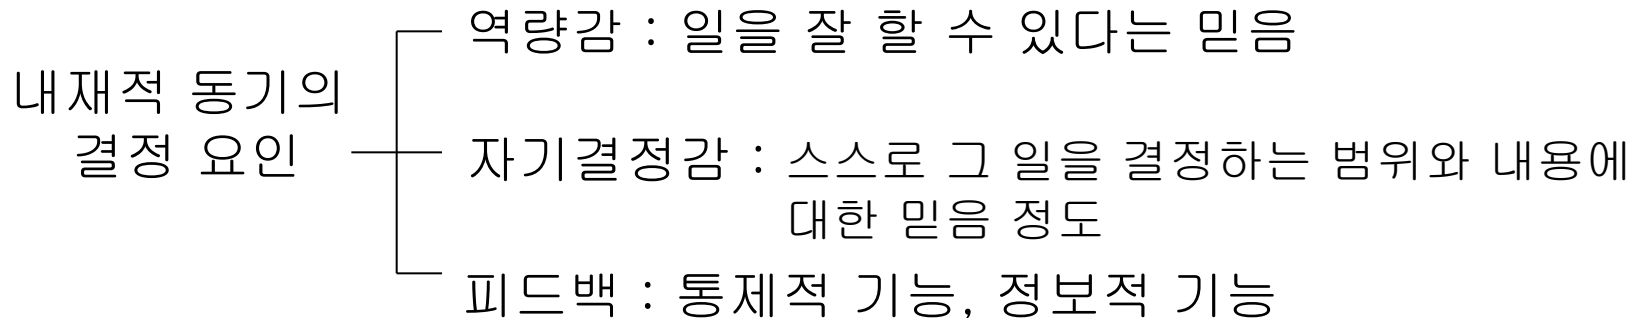 내재적 동기의
결정 요인
역량감 : 일을 잘 할 수 있다는 믿음
자기결정감 : 스스로 그 일을 결정하는 범위와 내용에
대한 믿음 정도
피드백 : 통제적 기능, 정보적 기능